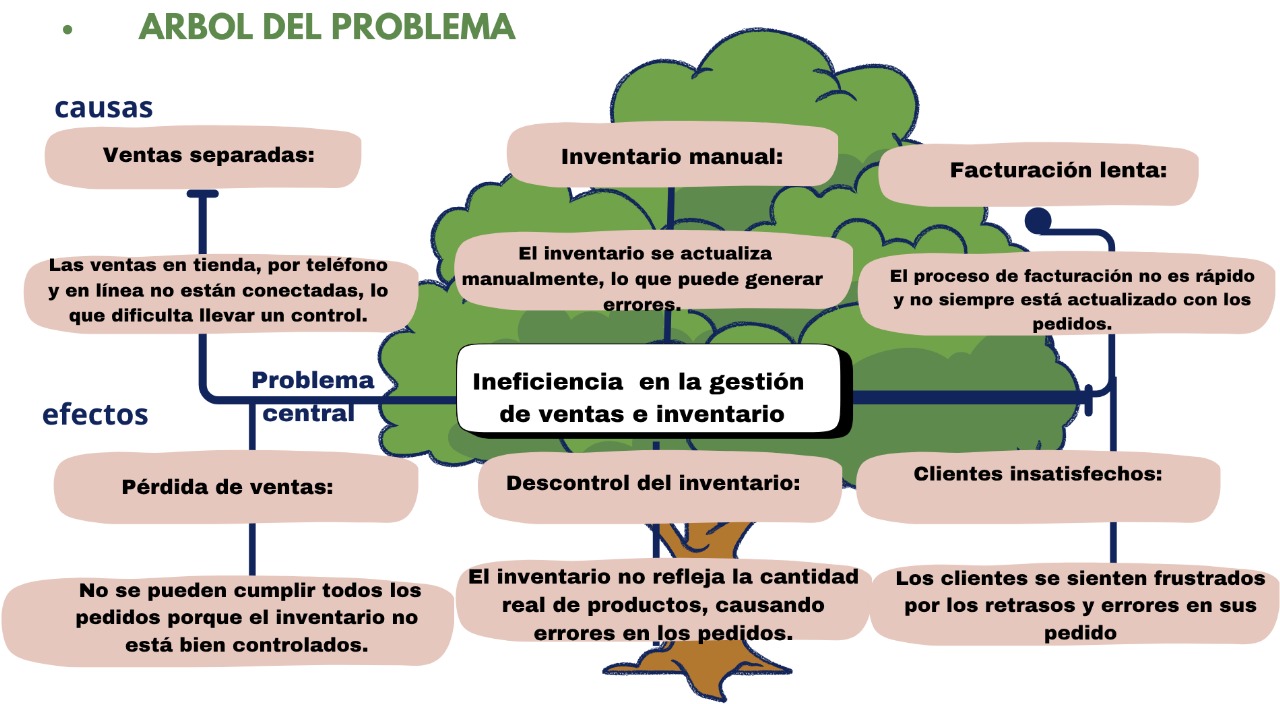 • ARBOL DEL PROBLEMA
causas
Ventas separadas:
Inventario manual:
Facturación lenta:
Las ventas en tienda, por teléfono
y en línea no están conectadas, lo
que dificulta llevar un control.
El inventario se actualiza
manualmente, lo que puede generar
errores.
El proceso de facturación no es rápido
y no siempre está actualizado con los
pedidos.
Problema
central
Ineficiencia en la gestión
de ventas e inventario
efectos
Pérdida de ventas:
Descontrol del inventario:
Clientes insatisfechos:
No se pueden cumplir todos los
pedidos porque el inventario no
está bien controlados.
El inventario no refleja la cantidad
real de productos, causando
errores en los pedidos.
Los clientes se sienten frustrados
por los retrasos y errores en sus
pedido